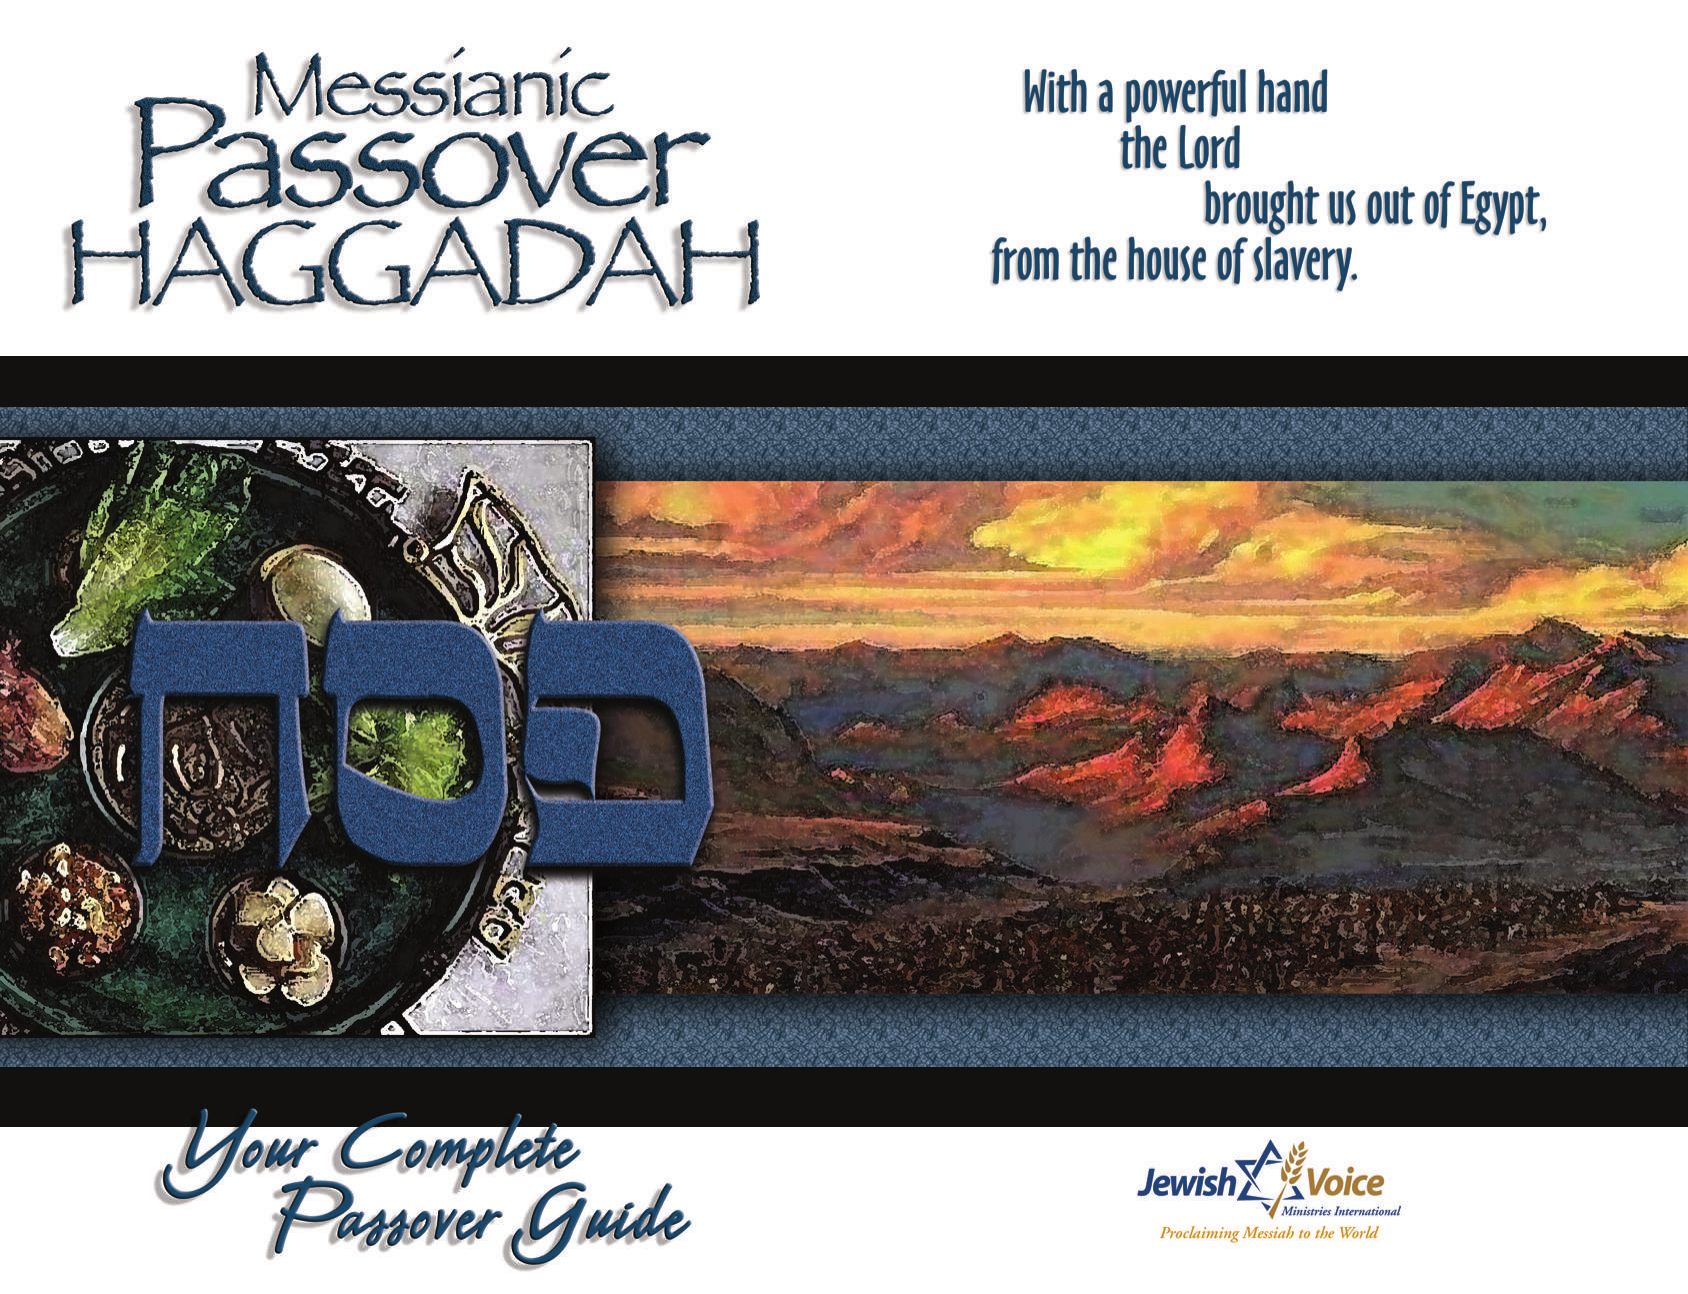 Messianic
Passover
HAGGADAH
With a powerful hand
the Lord
brought us out of Egypt,
from the house of slavery.
פסח
Your Complete
Passover Guide
Jewish Voice
Ministries International
Proclaiming Messiah to the World